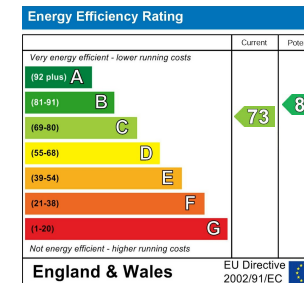 Energy Efficiency Rating
Current
Very energy efficient - lower running costs
(92 plus) A
(81-91) B
(69-80) C
(55-68) D
(39-54) E
(21-38) F
(1-20) G
73
Not energy efficient - higher running costs
England & Wales
EU Directive
2002/91/EC